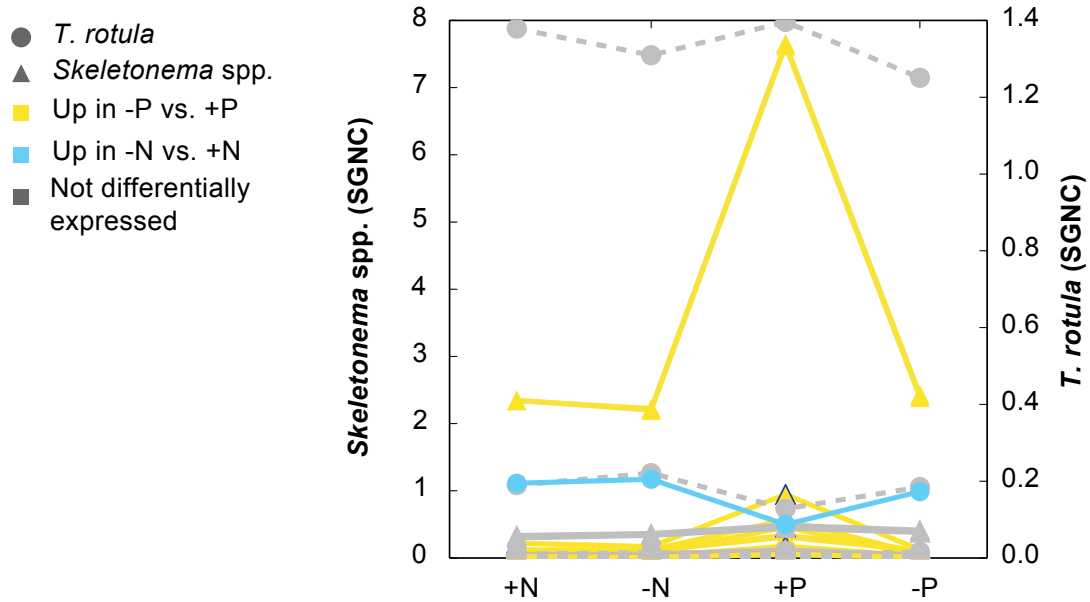 T. rotula
Skeletonema spp.
Up in -P vs. +P
Up in -N vs. +N
Not differentially
expressed
Skeletonema spp. (SGNC)
8
7
6
5
4
3
2
1
0
+N
-N
+P
-P
1.4
1.2
1.0
0.8
0.6
0.4
0.2
0.0
T. rotula (SGNC)